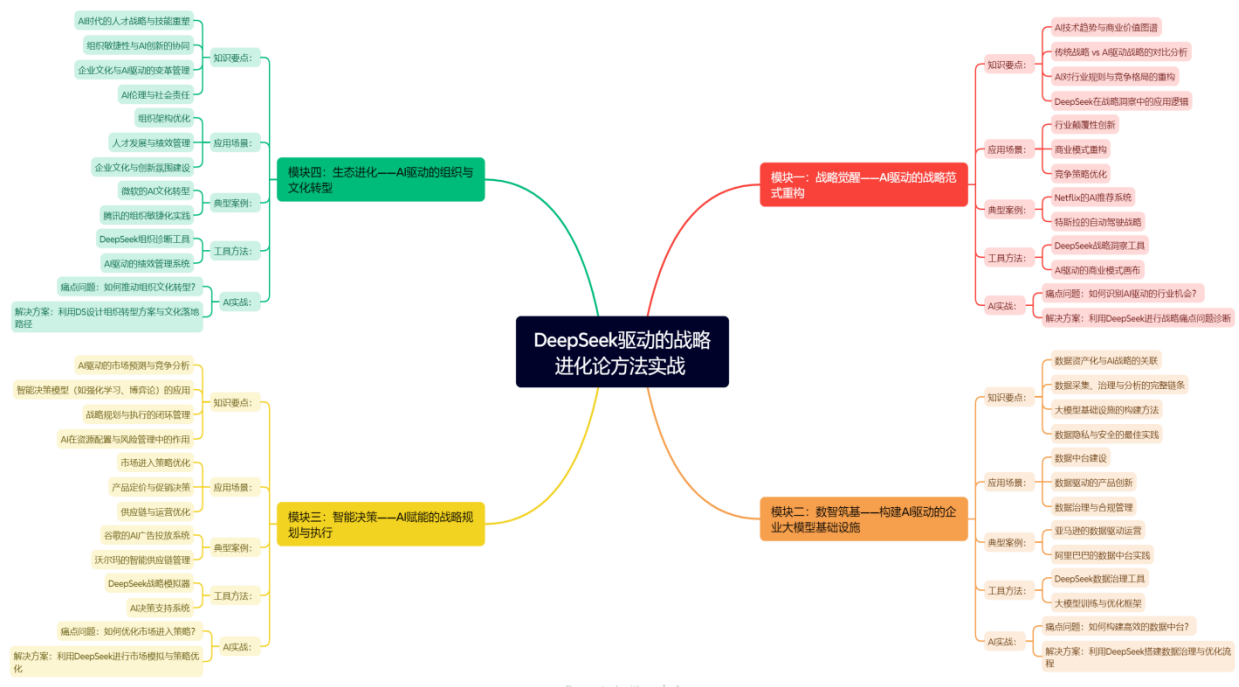 DeepSeek驱动的战略
进化论方法实战
模块一：战略觉醒——AI驱动的战略范
式重构
知识要点：
AI技术趋势与商业价值图谱
传统战略 vs AI驱动战略的对比分析
AI对行业规则与竞争格局的重构
DeepSeek在战略洞察中的应用逻辑
应用场景：
行业颠覆性创新
商业模式重构
竞争策略优化
典型案例：
Netflix的AI推荐系统
特斯拉的自动驾驶战略
工具方法：
DeepSeek战略洞察工具
AI驱动的商业模式画布
AI实战：
痛点问题：如何识别AI驱动的行业机会？
解决方案：利用DeepSeek进行战略痛点问题诊断
模块二：数智筑基——构建AI驱动的企
业大模型基础设施
知识要点：
数据资产化与AI战略的关联
数据采集、治理与分析的完整链条
大模型基础设施的构建方法
数据隐私与安全的最佳实践
应用场景：
数据中台建设
数据驱动的产品创新
数据治理与合规管理
典型案例：
亚马逊的数据驱动运营
阿里巴巴的数据中台实践
工具方法：
DeepSeek数据治理工具
大模型训练与优化框架
AI实战：
痛点问题：如何构建高效的数据中台？
解决方案：利用DeepSeek搭建数据治理与优化流
程
模块三：智能决策——AI赋能的战略规
划与执行
知识要点：
AI驱动的市场预测与竞争分析
智能决策模型（如强化学习、博弈论）的应用
战略规划与执行的闭环管理
AI在资源配置与风险管理中的作用
应用场景：
市场进入策略优化
产品定价与促销决策
供应链与运营优化
典型案例：
谷歌的AI广告投放系统
沃尔玛的智能供应链管理
工具方法：
DeepSeek战略模拟器
AI决策支持系统
AI实战：
痛点问题：如何优化市场进入策略？
解决方案：利用DeepSeek进行市场模拟与策略优
化
模块四：生态进化——AI驱动的组织与
文化转型
知识要点：
AI时代的人才战略与技能重塑
组织敏捷性与AI创新的协同
企业文化与AI驱动的变革管理
AI伦理与社会责任
应用场景：
组织架构优化
人才发展与绩效管理
企业文化与创新氛围建设
典型案例：
微软的AI文化转型
腾讯的组织敏捷化实践
工具方法：
DeepSeek组织诊断工具
AI驱动的绩效管理系统
AI实战：
痛点问题：如何推动组织文化转型？
解决方案：利用DS设计组织转型方案与文化落地
路径